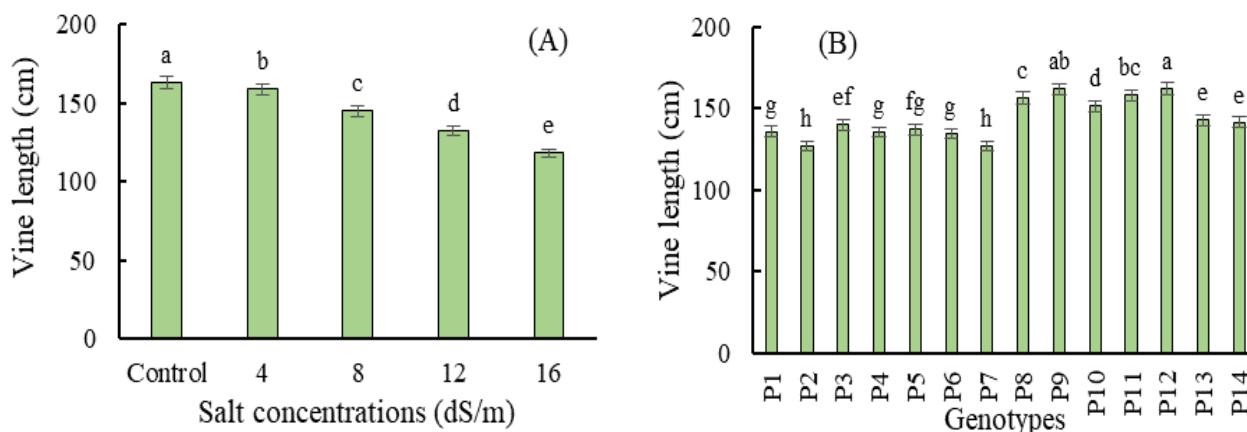 200
150
100
50
0
Vine length (cm)
(A)
a
b
c
d
e
Control 4 8 12 16
Salt concentrations (dS/m)
200
150
100
50
0
Vine length (cm)
(B)
g h ef g fg g h c ab d bc a e e
P1 P2 P3 P4 P5 P6 P7 P8 P9 P10 P11 P12 P13 P14
Genotypes